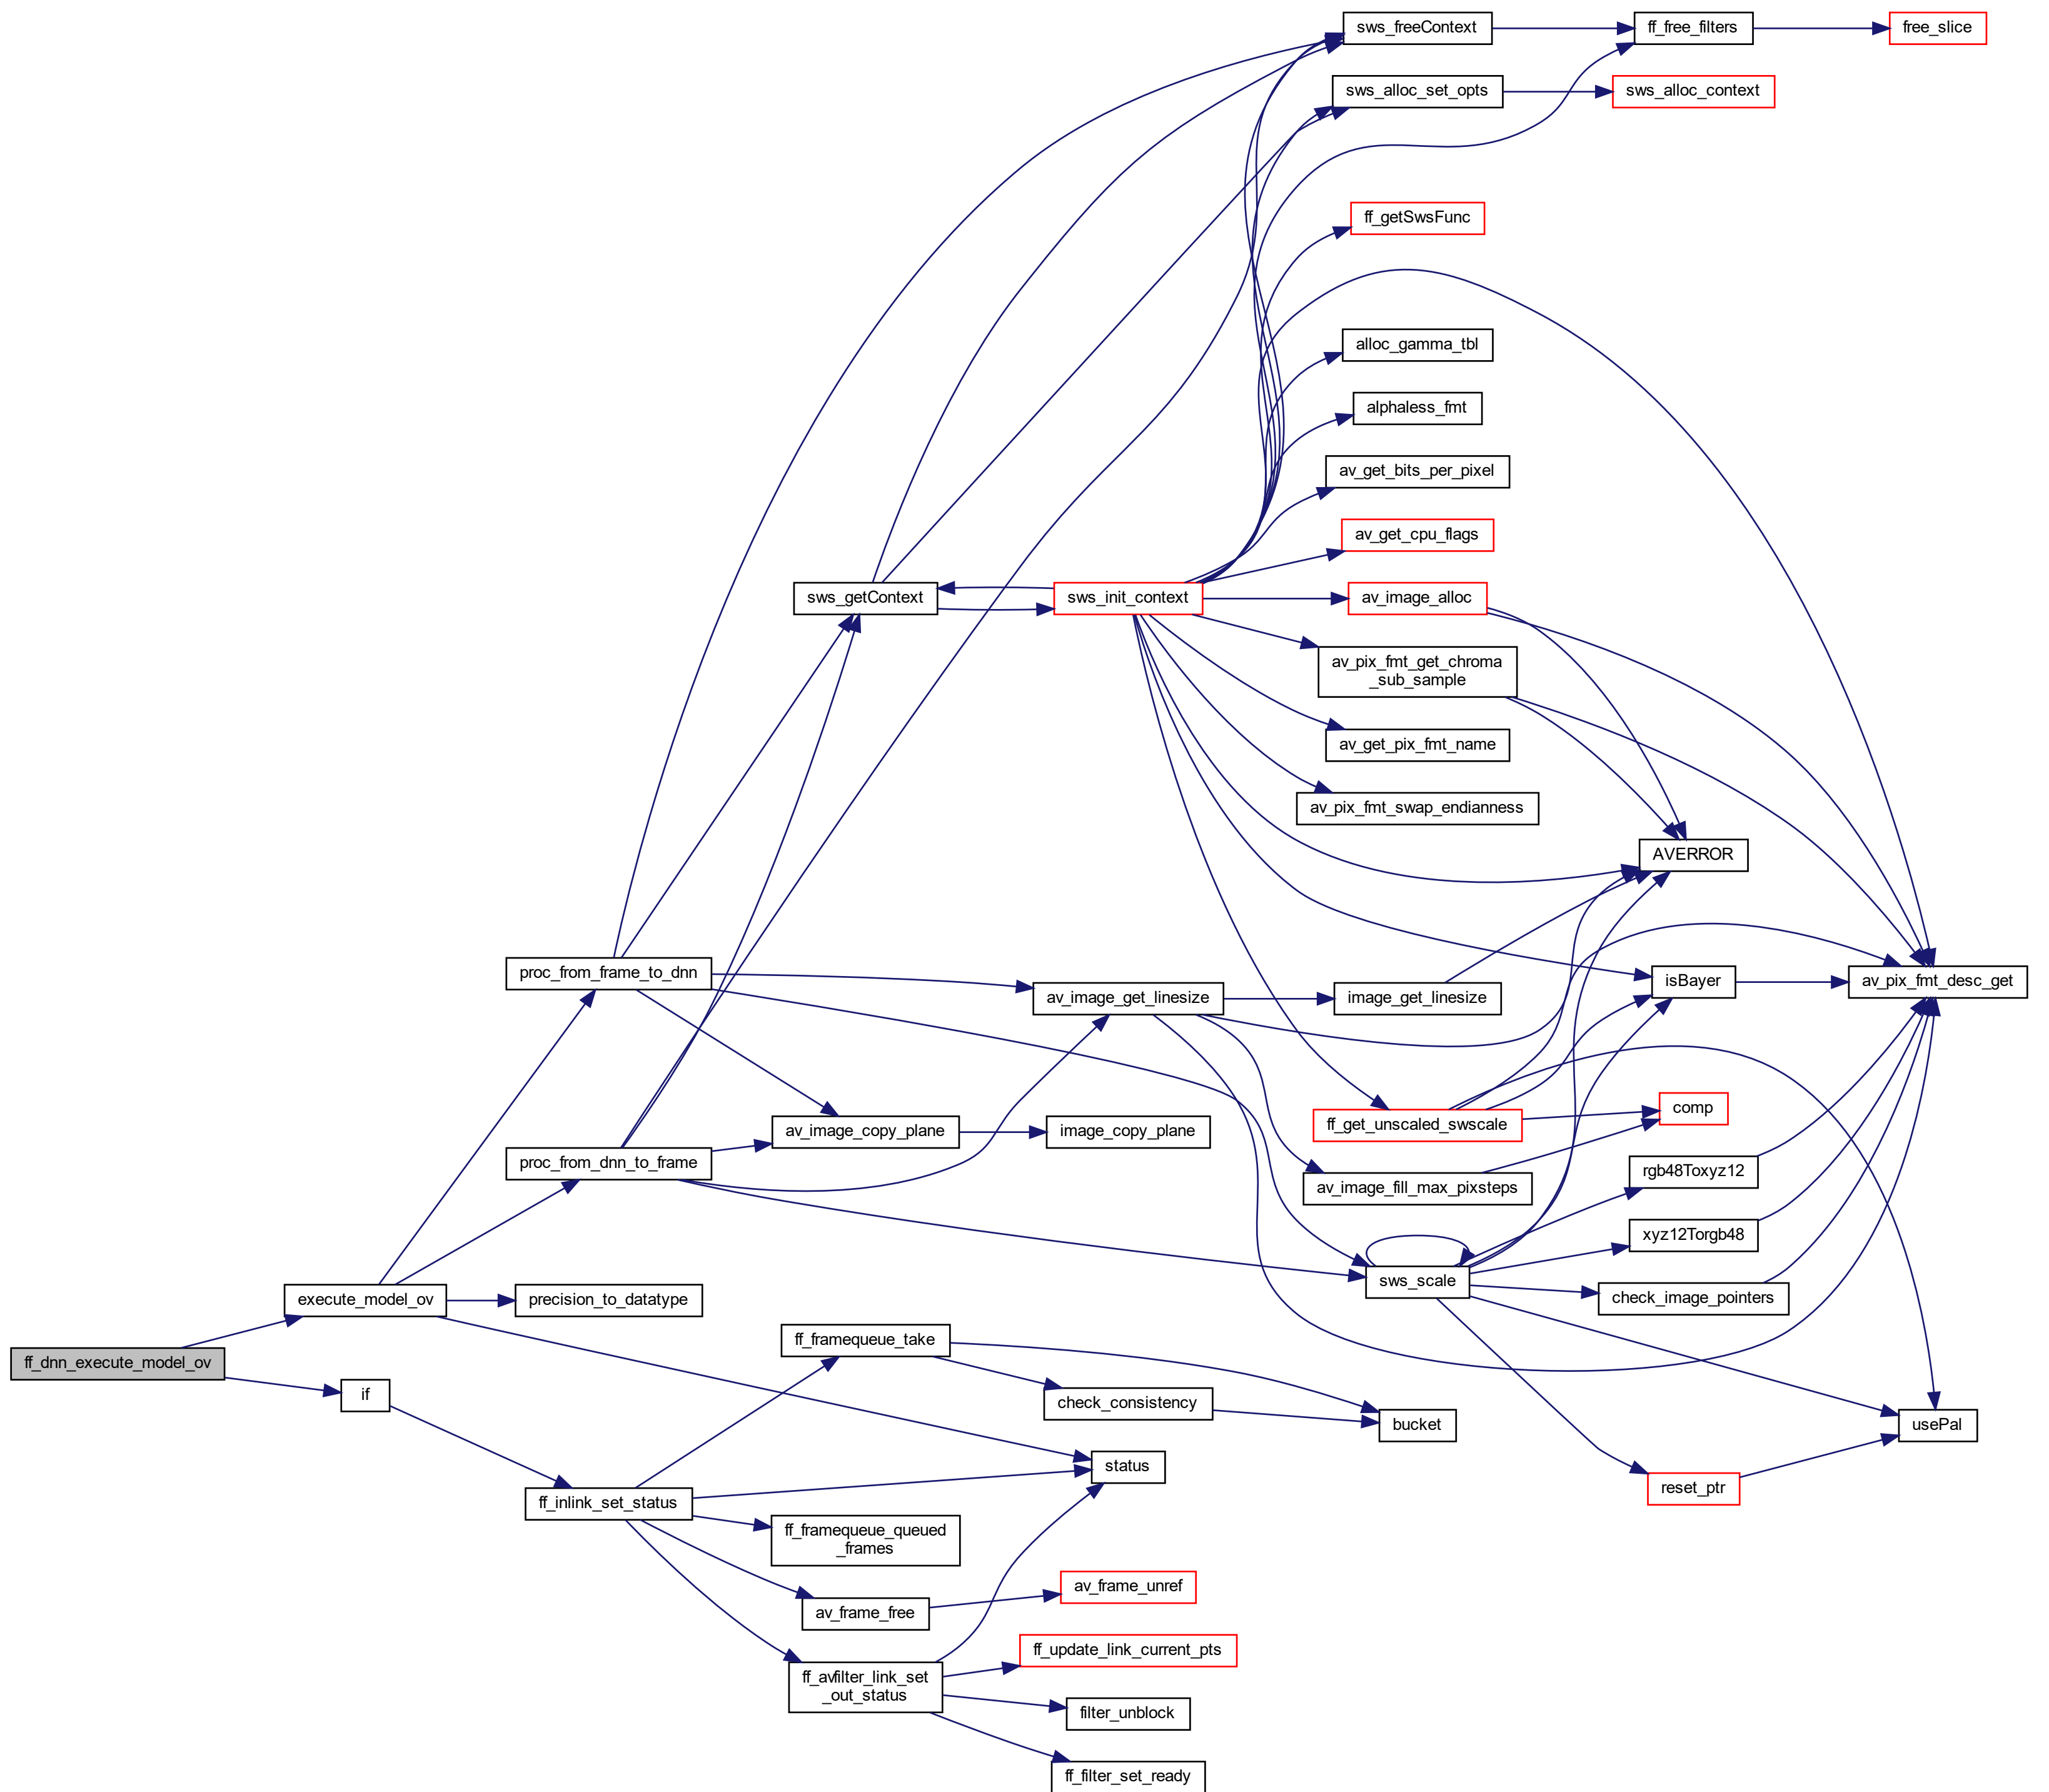 sws_freeContext
ff_free_filters
free_slice
sws_alloc_set_opts
sws_alloc_context
ff_getSwsFunc
alloc_gamma_tbl
alphaless_fmt
av_get_bits_per_pixel
av_get_cpu_flags
sws_getContext
sws_init_context
av_image_alloc
av_pix_fmt_get_chroma
_sub_sample
av_get_pix_fmt_name
av_pix_fmt_swap_endianness
AVERROR
proc_from_frame_to_dnn
av_image_get_linesize
image_get_linesize
isBayer
av_pix_fmt_desc_get
comp
ff_get_unscaled_swscale
av_image_copy_plane
image_copy_plane
proc_from_dnn_to_frame
av_image_fill_max_pixsteps
rgb48Toxyz12
xyz12Torgb48
sws_scale
check_image_pointers
execute_model_ov
precision_to_datatype
ff_dnn_execute_model_ov
ff_framequeue_take
if
check_consistency
bucket
usePal
status
reset_ptr
ff_inlink_set_status
ff_framequeue_queued
_frames
av_frame_unref
av_frame_free
ff_update_link_current_pts
ff_avfilter_link_set
_out_status
filter_unblock
ff_filter_set_ready